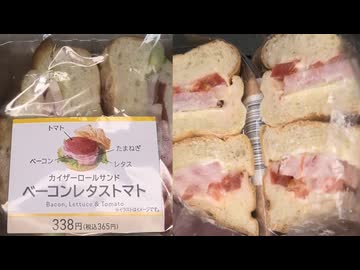 トマト
たまねぎ
ベーコン
レタス
カイザーロールサンド
ベーコンレタストマト
Bacon, Lettuce & Tomato
※イラストはイメージです。
338円(税込365円)